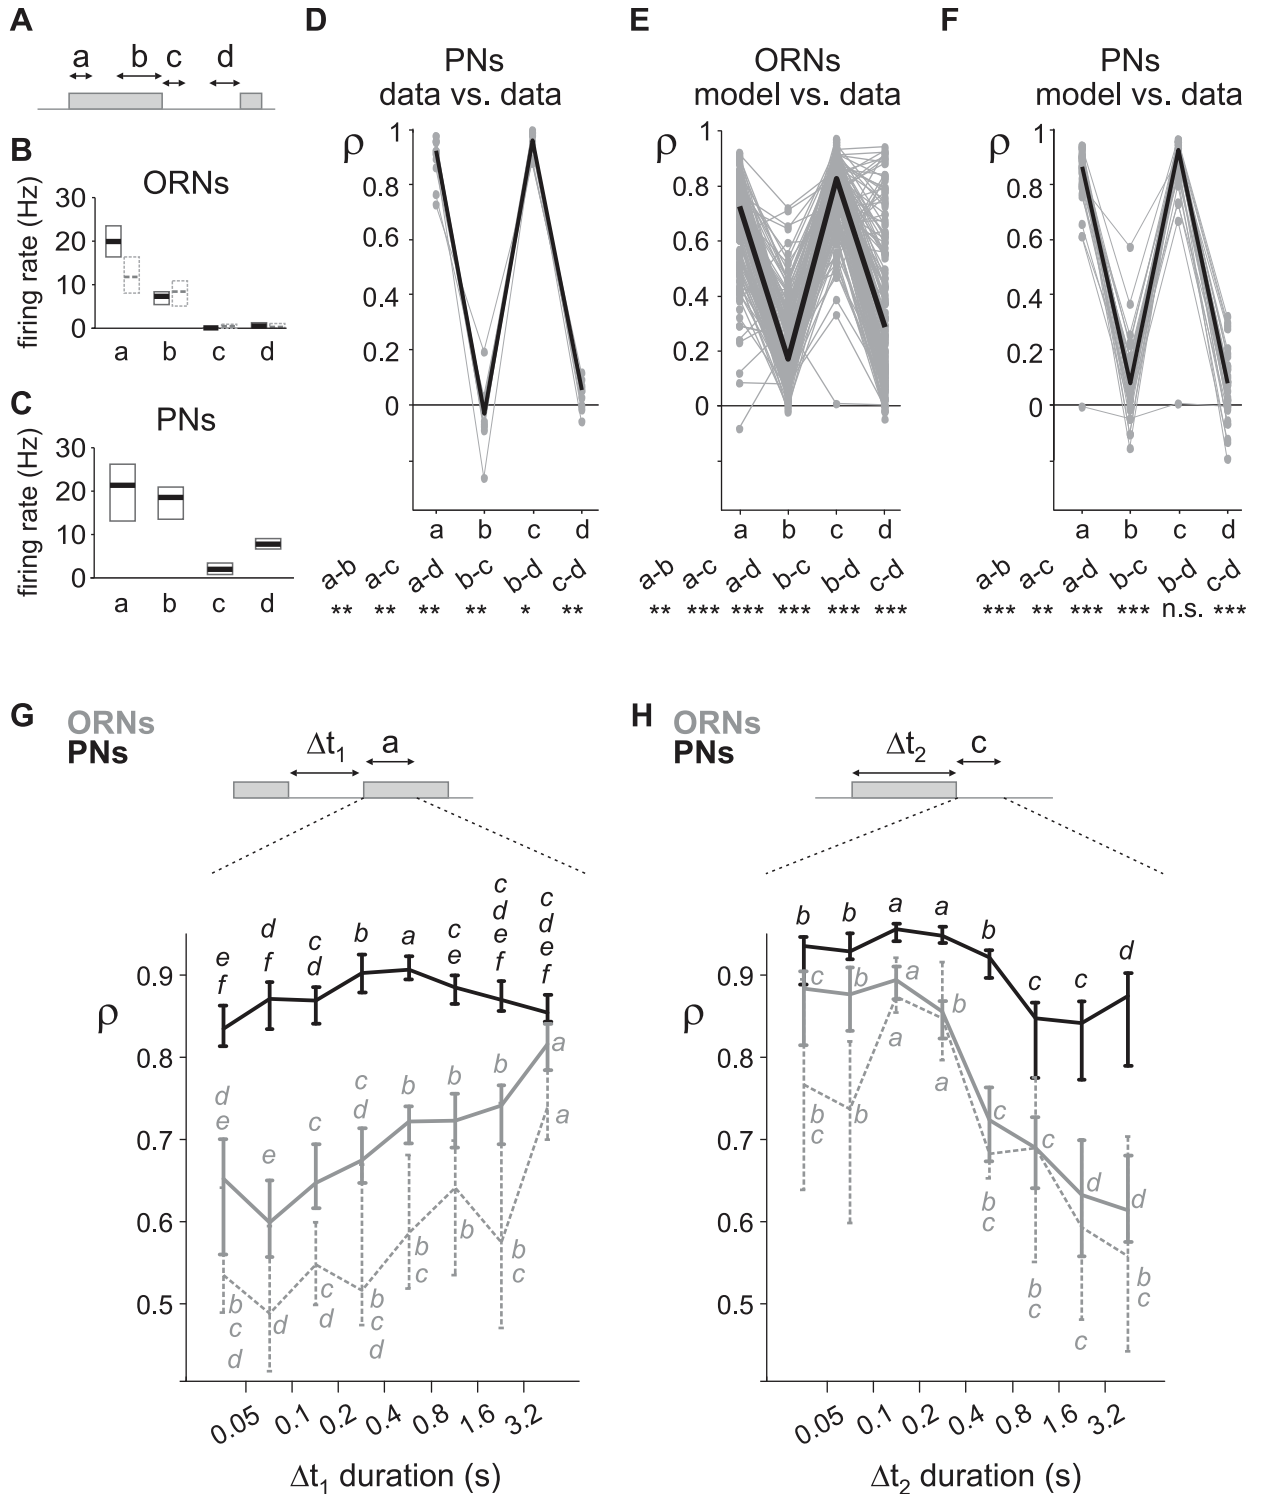 A
a b c d
B
ORNs
firing rate (Hz)
30
20
10
0
a b c d
C
PNs
firing rate (Hz)
30
20
10
0
a b c d
D
PNs
data vs. data
ρ
1
0.8
0.6
0.4
0.2
0
a b c d
a-b a-c a-d b-c b-d c-d
** ** ** ** * **
E
ORNs
model vs. data
ρ
1
0.8
0.6
0.4
0.2
0
a b c d
a-b a-c a-d b-c b-d c-d
** *** *** *** *** ***
F
PNs
model vs. data
ρ
1
0.8
0.6
0.4
0.2
0
a b c d
a-b a-c a-d b-c b-d c-d
*** ** *** *** n.s. ***
G
ORNs
PNs
Δt1 a
ρ
0.9
0.8
0.7
0.6
0.5
e f
d f
c d
b
a
c e
c d e f
c d e f
d e
e
c
c d
b
b
b
a
b c d
d
c d
b c d
b c
b
b c
a
0.05 0.1 0.2 0.4 0.8 1.6 3.2
Δt1 duration (s)
H
ORNs
PNs
Δt2 c
ρ
0.9
0.8
0.7
0.6
0.5
b
b
a
a
b
c
c
d
c
b
a
b
c
c
d
d
b c
b
a
a
b c
b c
c
b c
0.05 0.1 0.2 0.4 0.8 1.6 3.2
Δt2 duration (s)